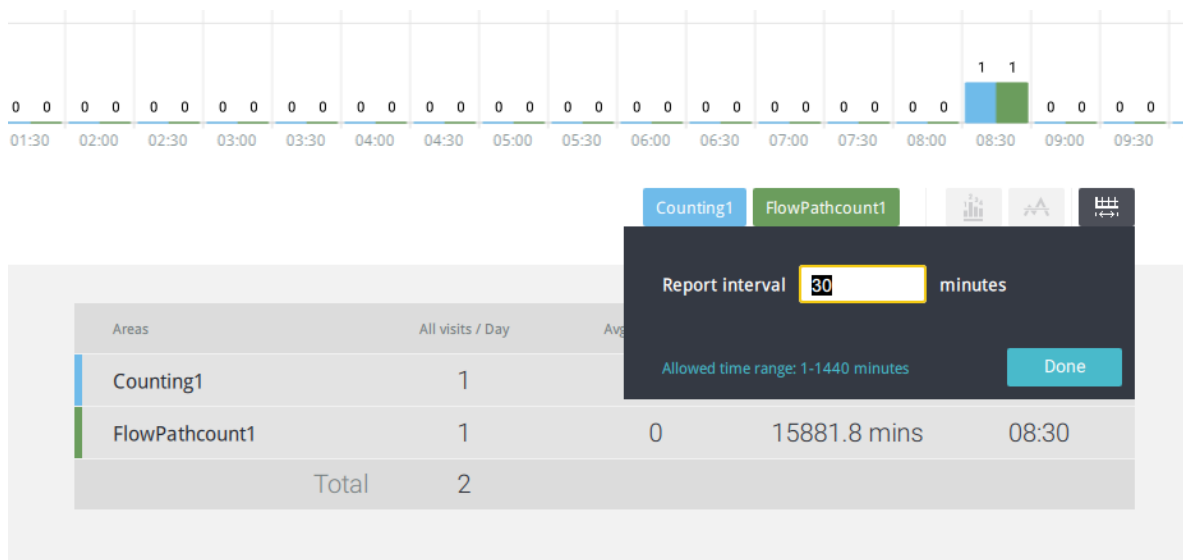 1 1
0 0 0 0 0 0 0 0 0 0 0 0 0 0 0 0 0 0 0 0 0 0 0 0 0 0 0 0 0 0 0 0
01:30 02:00 02:30 03:00 03:30 04:00 04:30 05:00 05:30 06:00 06:30 07:00 07:30 08:00 08:30 09:00 09:30
Counting1 FlowPathcount1
Report interval 30 minutes
Areas All visits / Day
Allowed time range: 1-1440 minutes Done
Counting1 1
FlowPathcount1 1 0 15881.8 mins 08:30
Total 2